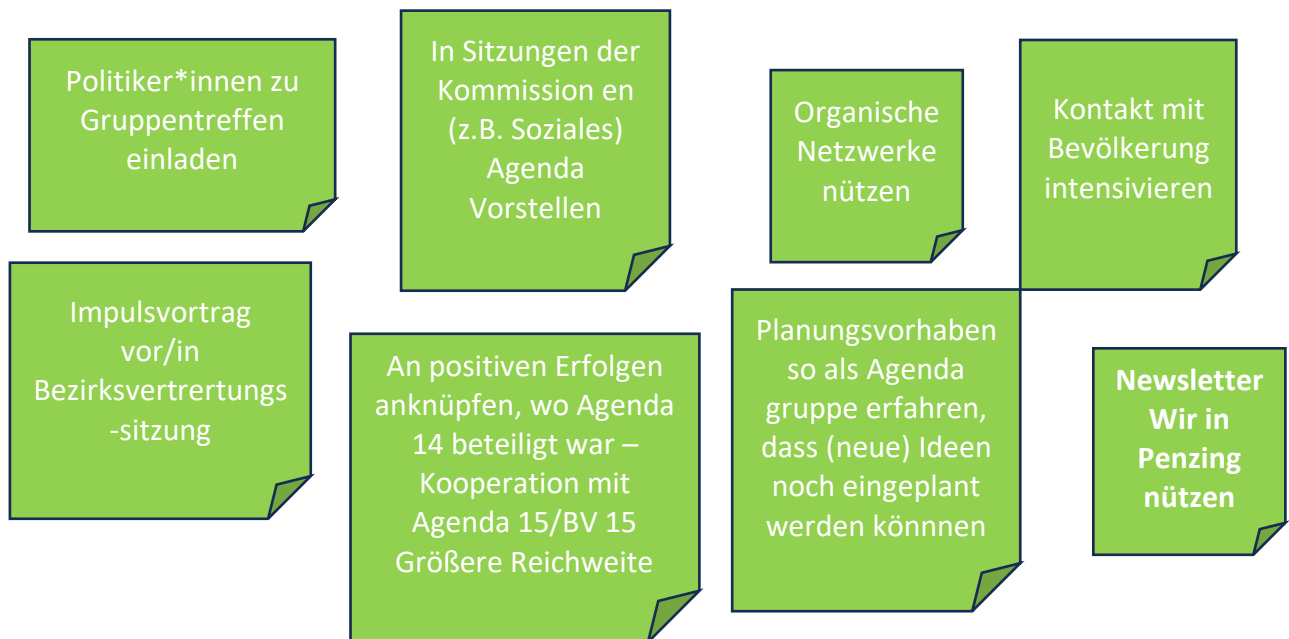 Politiker*innen zu
Gruppentreffen
einladen
In Sitzungen der
Kommission en
(z.B. Soziales)
Agenda
Vorstellen
Organische
Netzwerke
nützen
Kontakt mit
Bevölkerung
intensivieren
Impulsvortrag
vor/in
Bezirksvertrertungs
-sitzung
An positiven Erfolgen
anknüpfen, wo Agenda
14 beteiligt war –
Kooperation mit
Agenda 15/BV 15
Größere Reichweite
Planungsvorhaben
so als Agenda
gruppe erfahren,
dass (neue) Ideen
noch eingeplant
werden könnnen
Newsletter
Wir in
Penzing
nützen